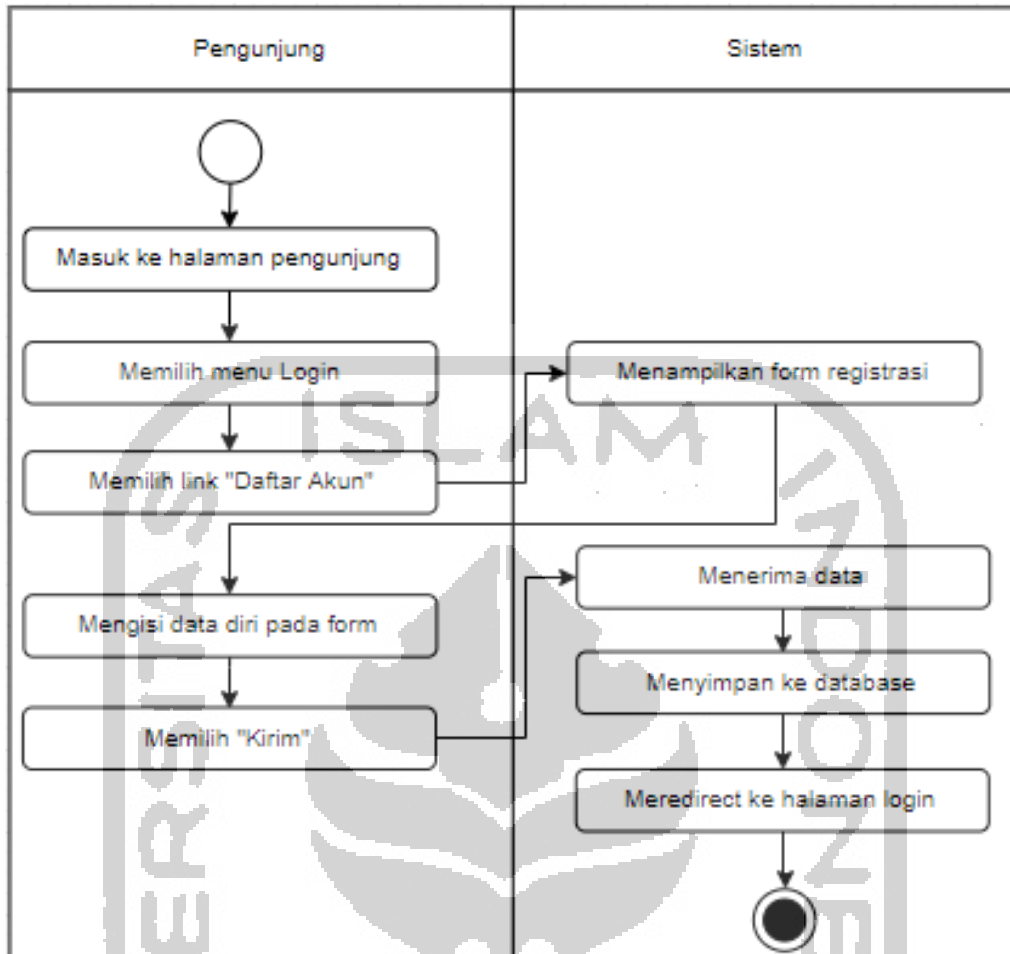 Pengunjung
Sistem
Masuk ke halaman pengunjung
Memilih menu Login
Memilih link "Daftar Akun"
Menampilkan form registrasi
Mengisi data diri pada form
Memilih "Kirim"
Menerima data
Menyimpan ke database
Meredirect ke halaman login
ISLAM